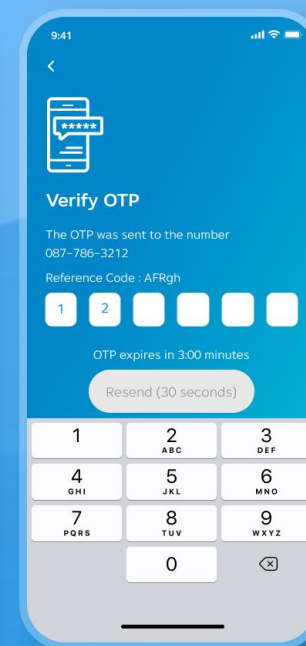 9:41
*****
Verify OTP
The OTP was sent to the number
087-786-3212
Reference Code : AFRgh
1 2
OTP expires in 3:00 minutes
Resend (30 seconds)
1 2 3
ABC DEF
4 5 6
GHI JKL MNO
7 8 9
PQRS TUV WXYZ
0